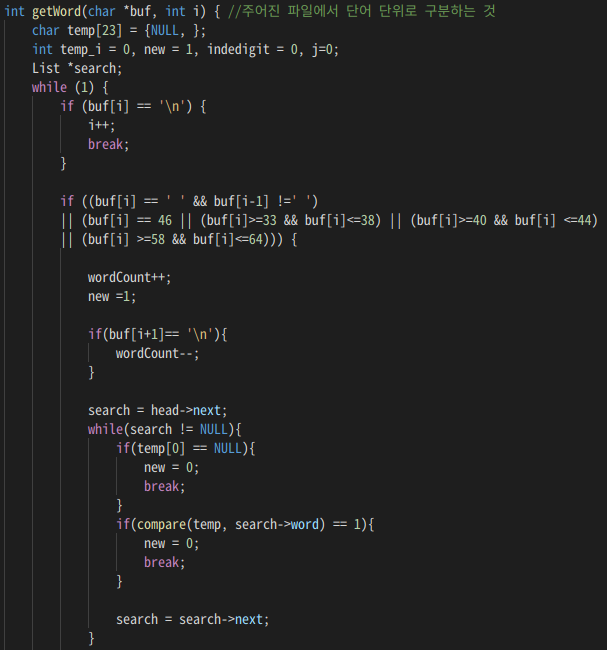 int getWord(char *buf, int i) { //주어진 파일에서 단어 단위로 구분하는 것
char temp[23] = {NULL, };
int temp_i = 0, new = 1, indedigit = 0, j=0;
List *search;
while (1) {
if (buf[i] == '\n') {
i++;
break;
}
if ((buf[i] == ' ' && buf[i-1] !=' ')
|| (buf[i] == 46 || (buf[i]>=33 && buf[i]<=38) || (buf[i]>=40 && buf[i] <=44)
|| (buf[i] >=58 && buf[i]<=64))) {
wordCount++;
new =1;
if(buf[i+1]== '\n'){
wordCount--;
}
search = head->next;
while(search != NULL){
if(temp[0] == NULL){
new = 0;
break;
}
if(compare(temp, search->word) == 1){
new = 0;
break;
}
search = search->next;
}